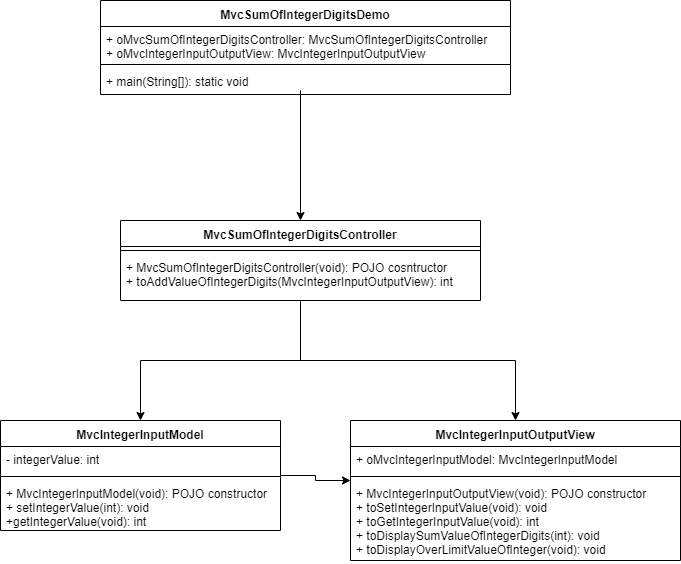 MvcSumOfIntegerDigitsDemo
+ oMvcSumOfIntegerDigitsController: MvcSumOfIntegerDigitsController
+ oMvcIntegerInputOutputView: MvcIntegerInputOutputView
+ main(String[]): static void
MvcSumOfIntegerDigitsController
+ MvcSumOfIntegerDigitsController(void): POJO cosntructor
+ toAddValueOfIntegerDigits(MvcIntegerInputOutputView): int
MvcIntegerInputModel
- integerValue: int
+ MvcIntegerInputModel(void): POJO constructor
+ setIntegerValue(int): void
+getIntegerValue(void): int
MvcIntegerInputOutputView
+ oMvcIntegerInputModel: MvcIntegerInputModel
+ MvcIntegerInputOutputView(void): POJO constructor
+ toSetIntegerInputValue(void): void
+ toGetIntegerInputValue(void): int
+ toDisplaySumValueOfIntegerDigits(int): void
+ toDisplayOverLimitValueOfInteger(void): void